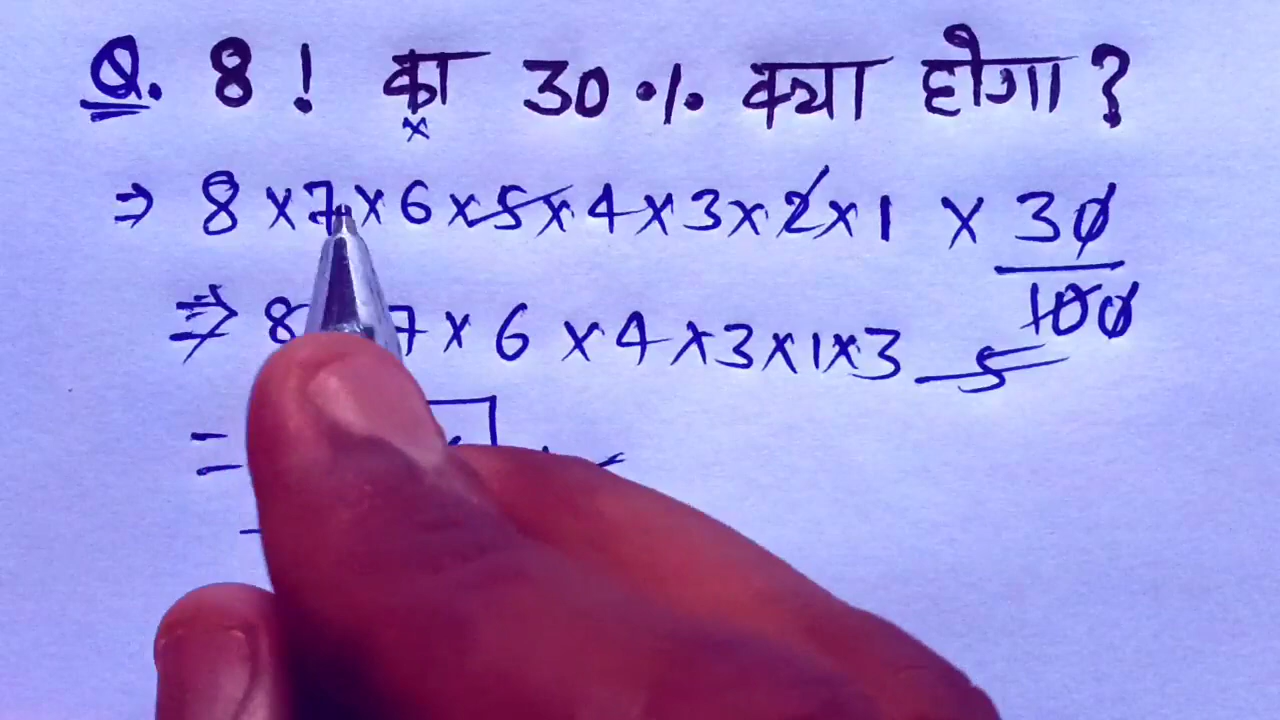 Q. 8! का 30% क्या होगा?
×
⇒ 8 × 7 × 6 × 5 × 4 × 3 × 2 × 1 × 30/100
5
⇒ 8 7 × 6 × 4 × 3 × 1 × 3
=